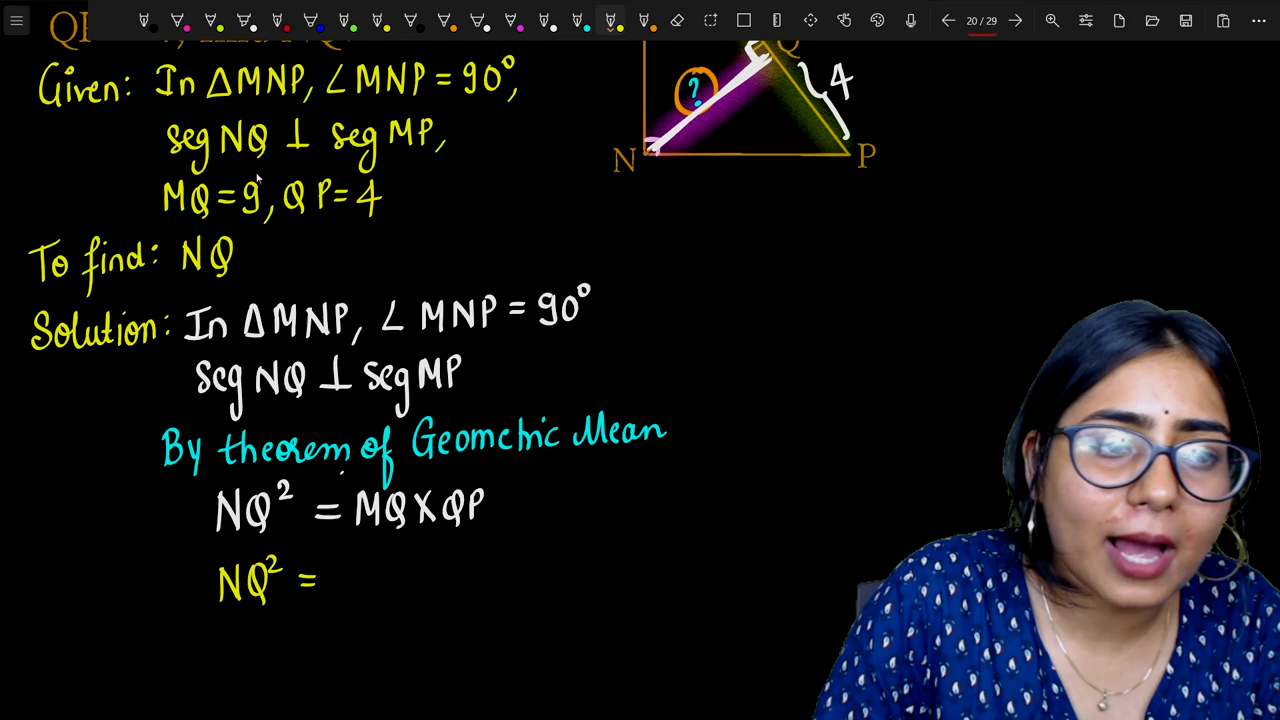 20 / 29
Given: In △MNP, ∠MNP = 90°,
seg NQ ⊥ seg MP,
MQ = 9, QP = 4
To find: NQ
Solution: In △MNP, ∠MNP = 90°
seg NQ ⊥ seg MP
By theorem of Geometric Mean
NQ² = MQ X QP
NQ² =
Q
?
4
N
P